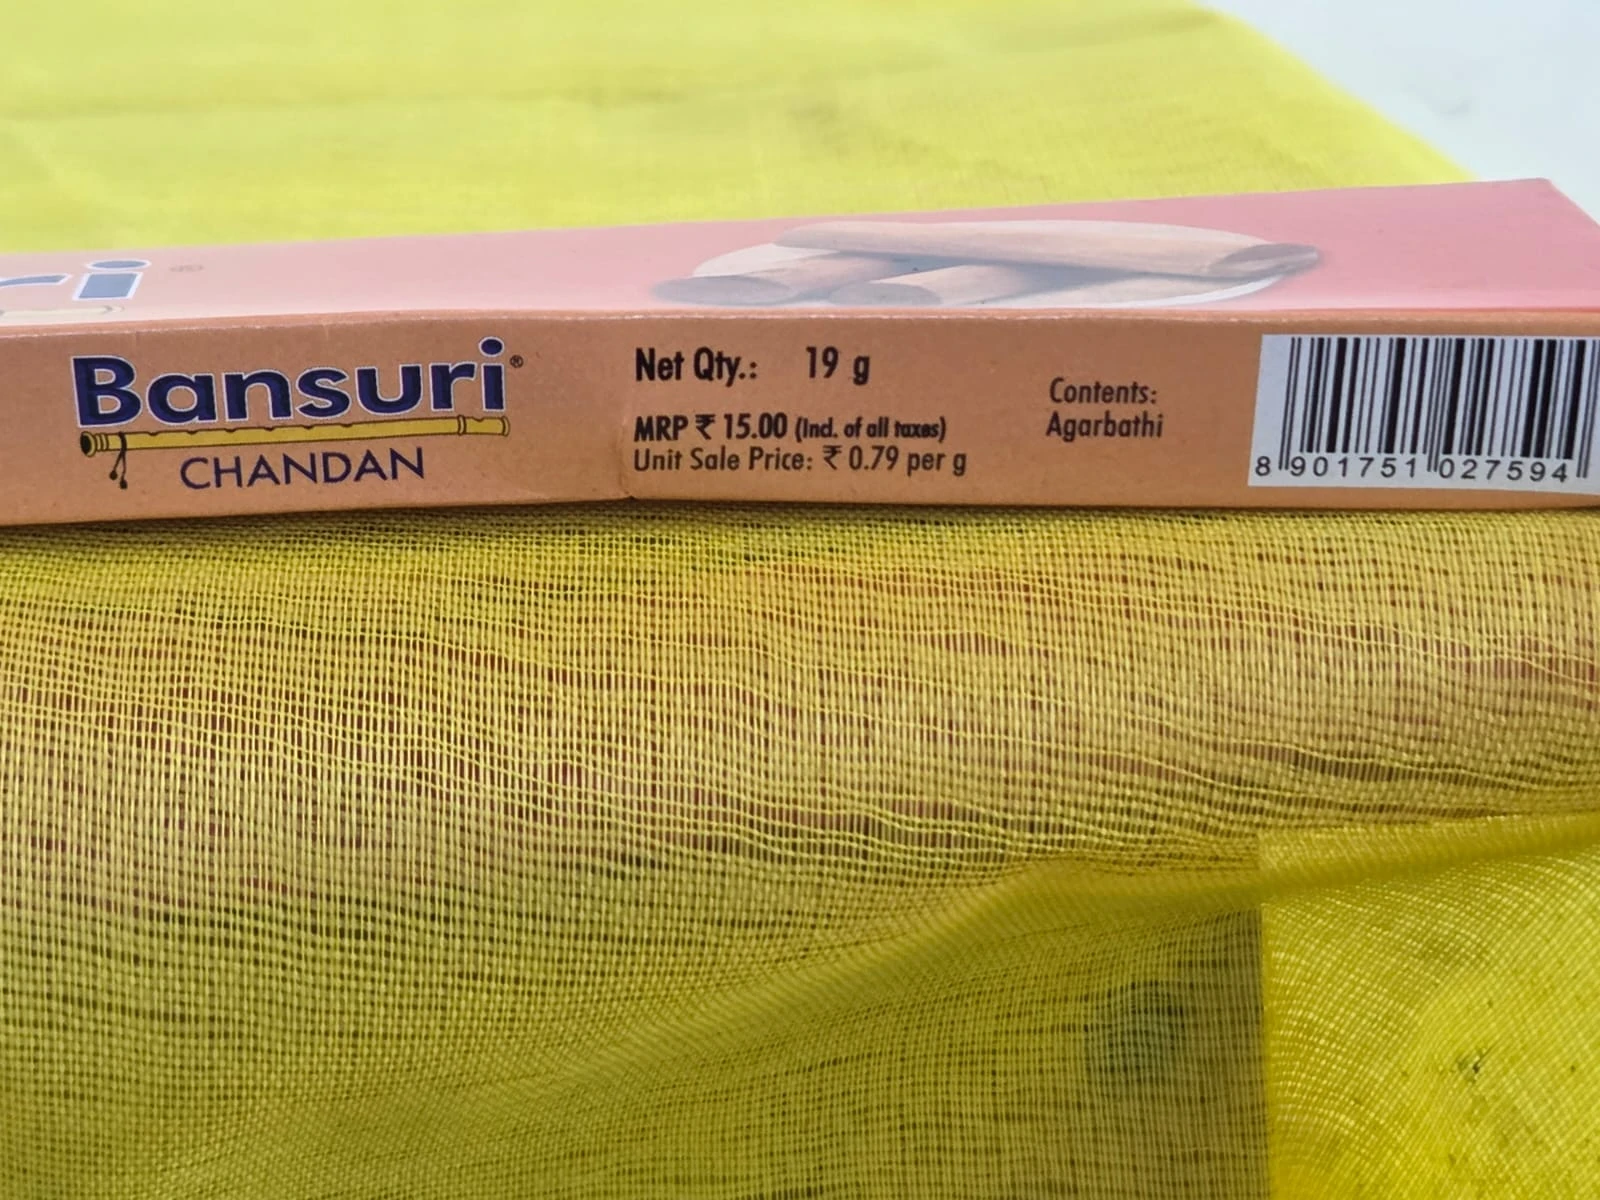 ri ®
Bansuri®
CHANDAN
Net Qty.: 19 g
MRP ₹ 15.00 (Incl. of all taxes)
Unit Sale Price: ₹ 0.79 per g
Contents:
Agarbathi
8 901751 027594